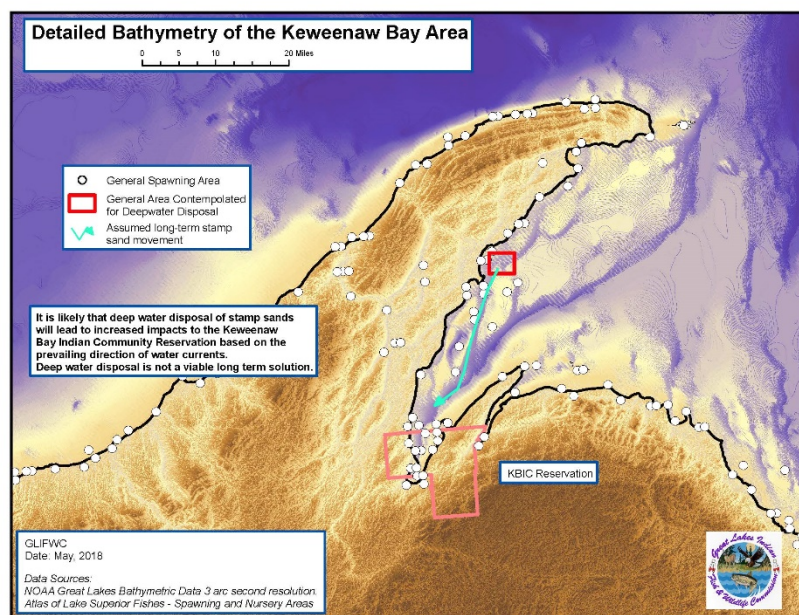 Detailed Bathymetry of the Keweenaw Bay Area
0 5 10 20 Miles
General Spawning Area
General Area Contemplated
for Deepwater Disposal
Assumed long-term stamp
sand movement
It is likely that deep water disposal of stamp sands
will lead to increased impacts to the Keweenaw
Bay Indian Community Reservation based on the
prevailing direction of water currents.
Deep water disposal is not a viable long term solution.
KBIC Reservation
GLIFWC
Date: May, 2018
Data Sources:
NOAA Great Lakes Bathymetric Data 3 arc second resolution.
Atlas of Lake Superior Fishes - Spawning and Nursery Areas
Great Lakes Indian
Fish & Wildlife Commission